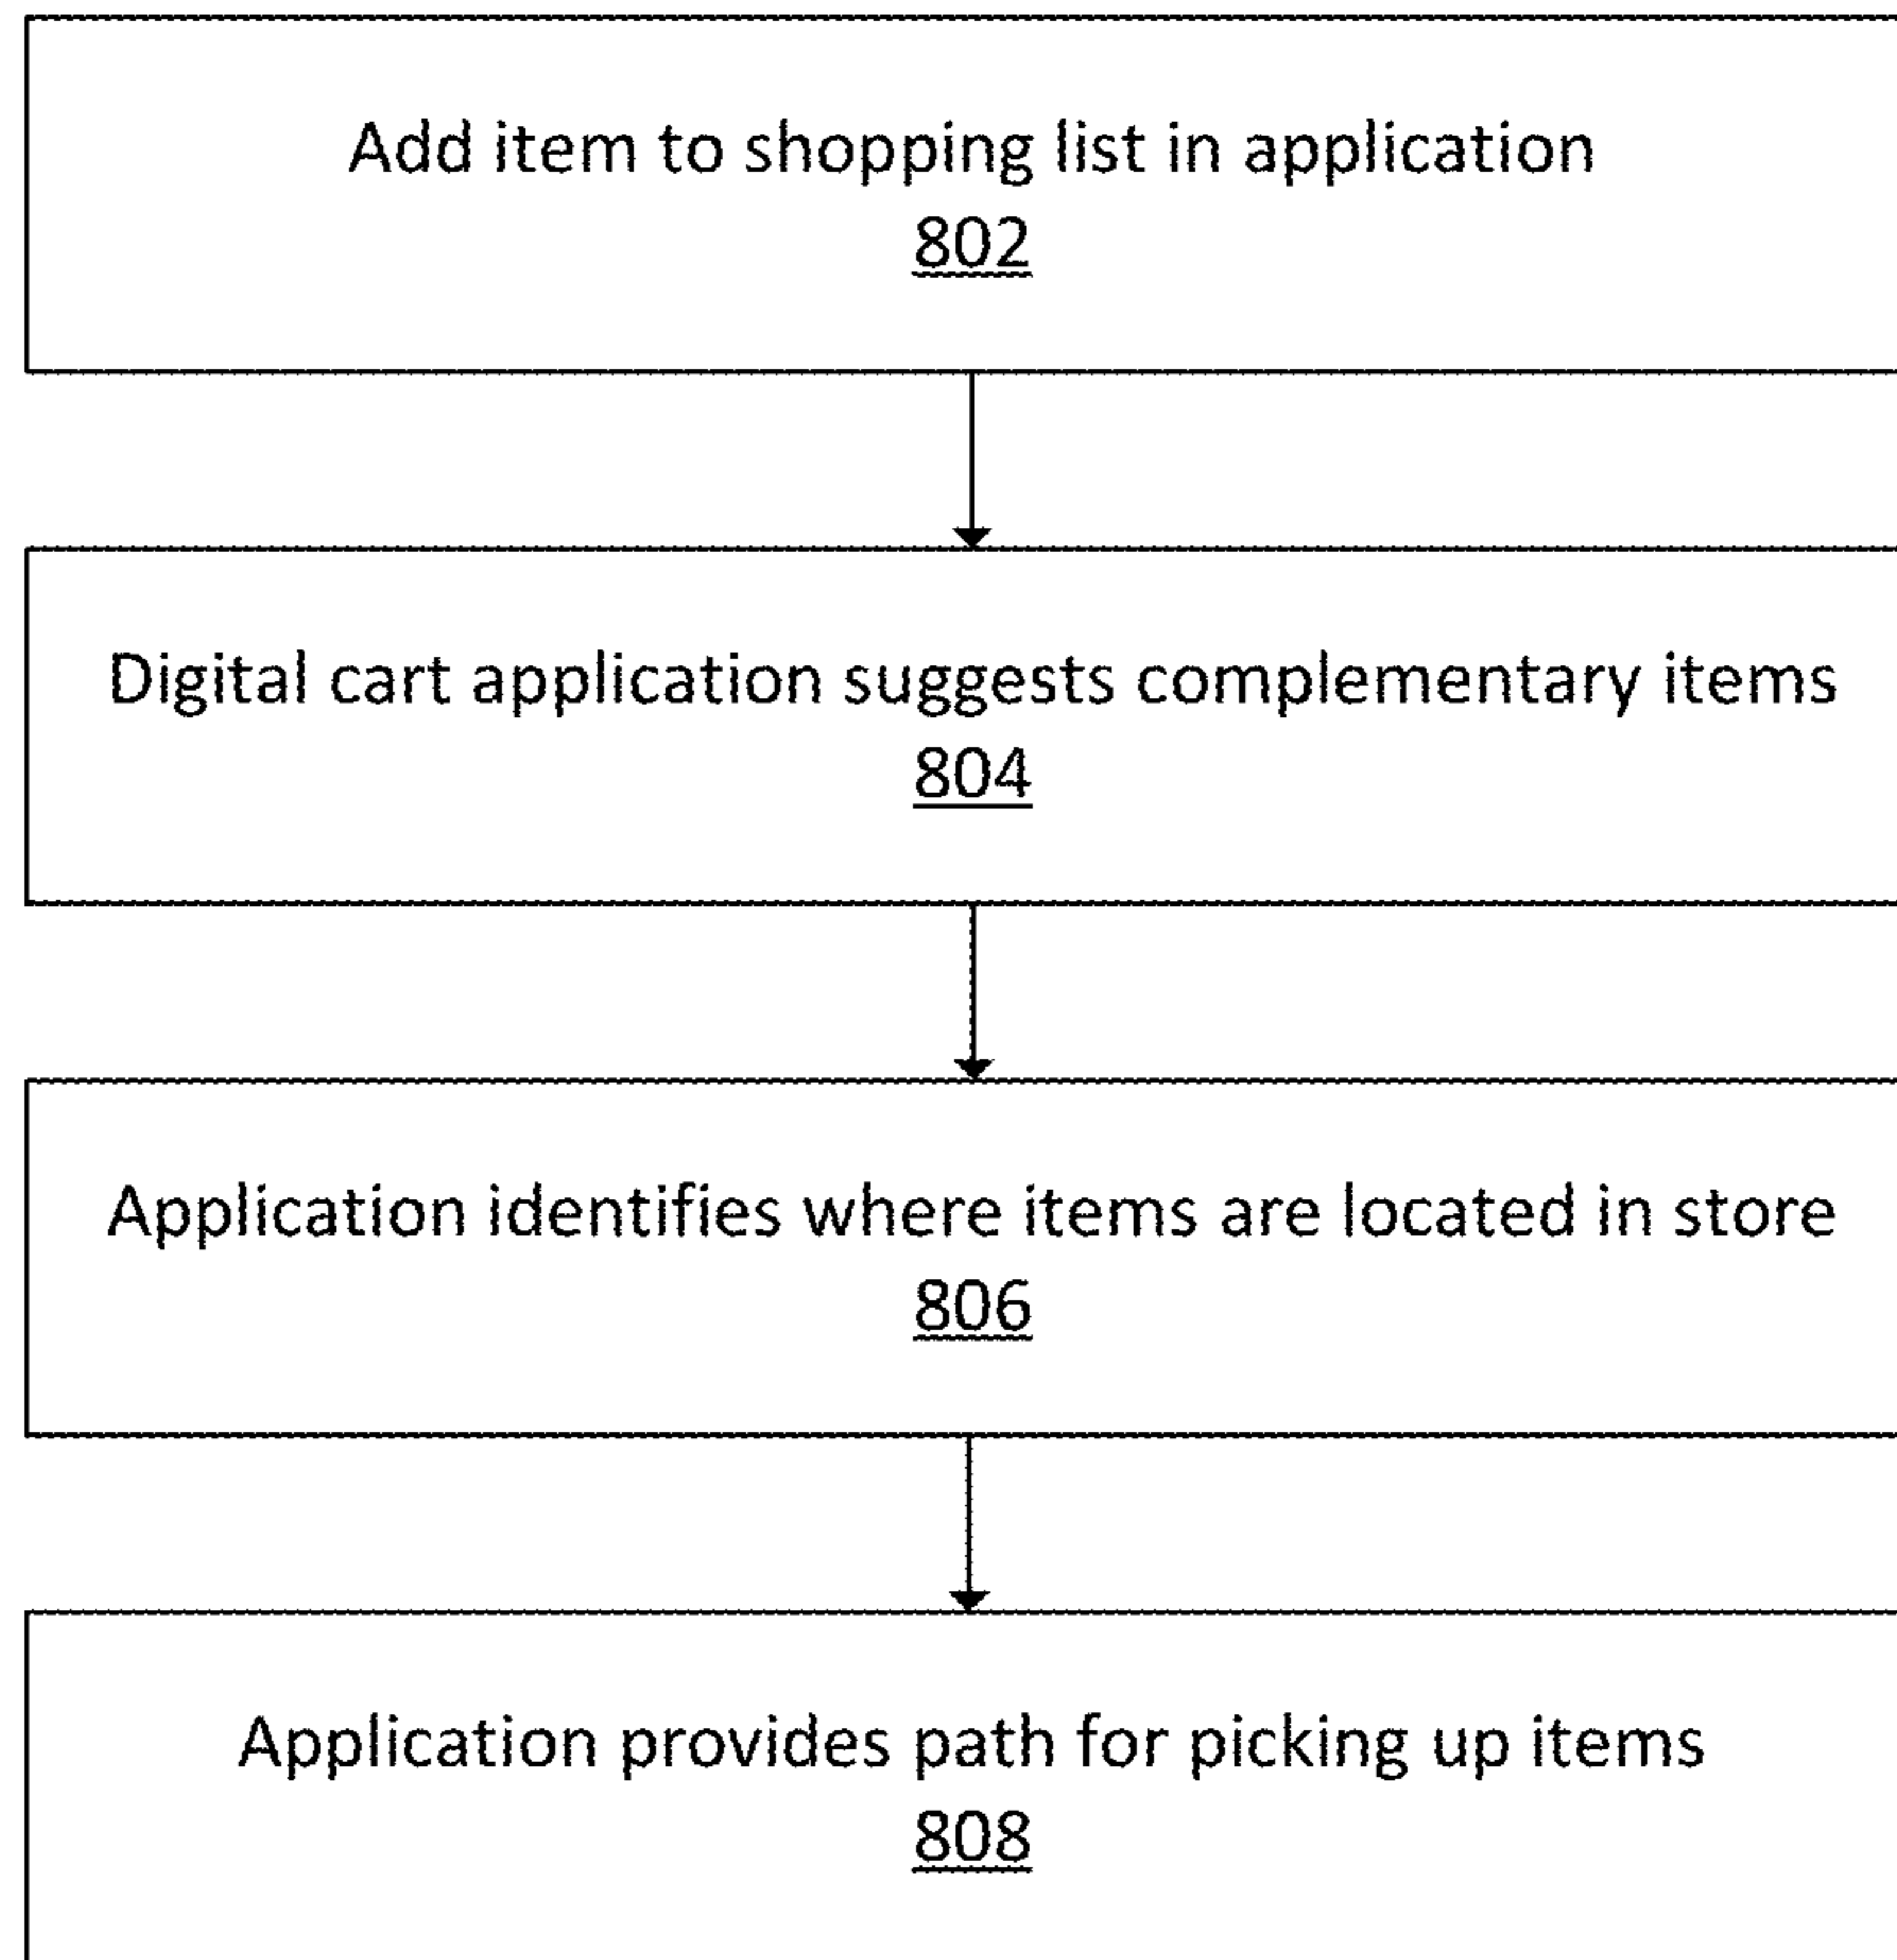 Add item to shopping list in application
802
Digital cart application suggests complementary items
804
Application identifies where items are located in store
806
Application provides path for picking up items
808